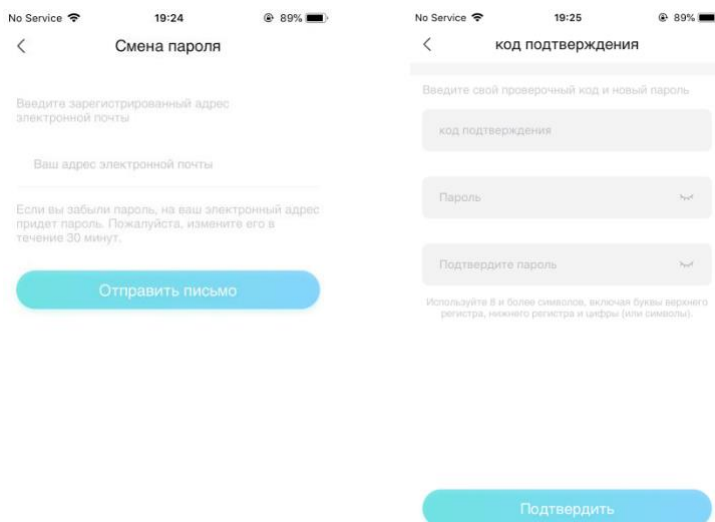 No Service 19:24 89%
Смена пароля
Введите зарегистрированный адрес
электронной почты
Ваш адрес электронной почты
Если вы забыли пароль, на ваш электронный адрес
придет пароль. Пожалуйста, измените его в
течение 30 минут.
Отправить письмо
No Service 19:25 89%
код подтверждения
Введите свой проверочный код и новый пароль
код подтверждения
Пароль
Подтвердите пароль
Используйте 8 и более символов, включая буквы верхнего
регистра, нижнего регистра и цифры (или символы).
Подтвердить